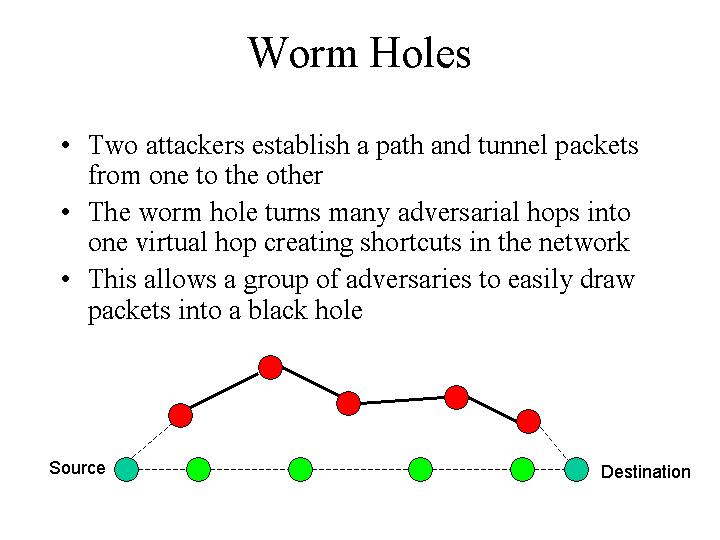 Worm Holes
• Two attackers establish a path and tunnel packets
from one to the other
• The worm hole turns many adversarial hops into
one virtual hop creating shortcuts in the network
• This allows a group of adversaries to easily draw
packets into a black hole
Source
Destination